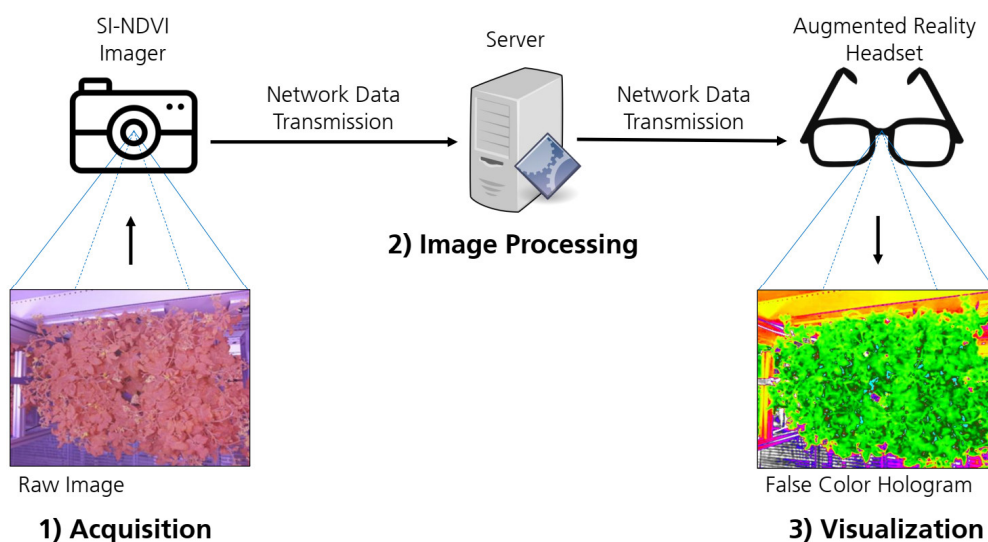 SI-NDVI
Imager
Network Data
Transmission
Server
Network Data
Transmission
Augmented Reality
Headset
2) Image Processing
Raw Image
1) Acquisition
False Color Hologram
3) Visualization